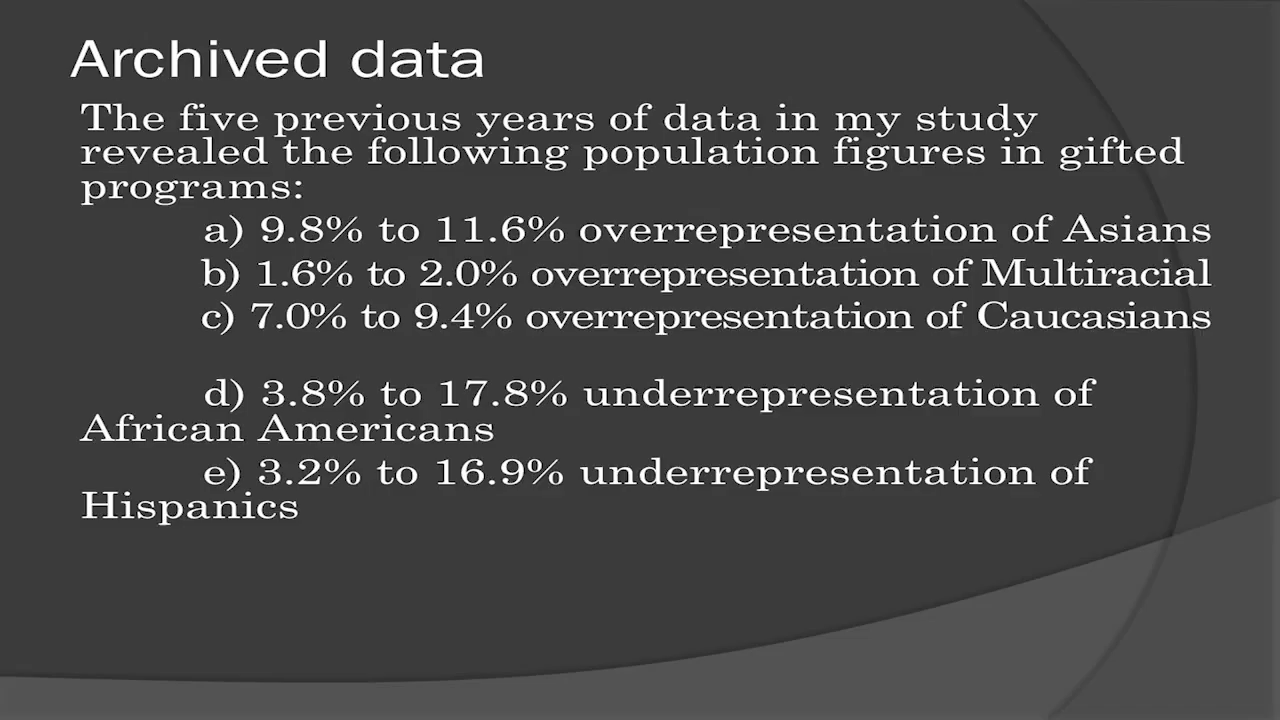 Archived data
The five previous years of data in my study
revealed the following population figures in gifted
programs:
a) 9.8% to 11.6% overrepresentation of Asians
b) 1.6% to 2.0% overrepresentation of Multiracial
c) 7.0% to 9.4% overrepresentation of Caucasians
d) 3.8% to 17.8% underrepresentation of
African Americans
e) 3.2% to 16.9% underrepresentation of
Hispanics